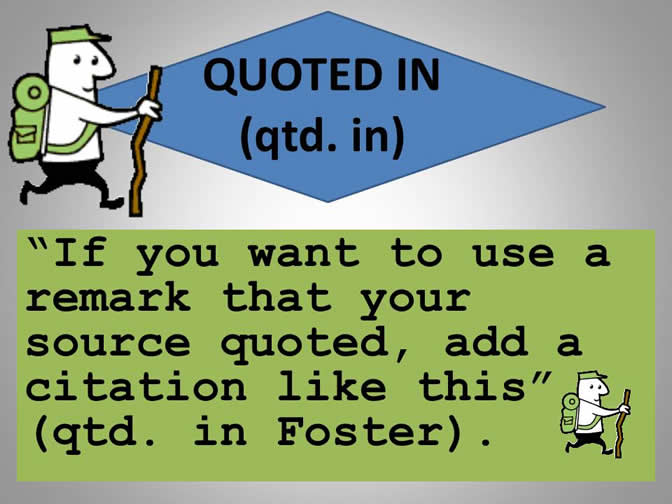 QUOTED IN
(qtd. in)
“If you want to use a
remark that your
source quoted, add a
citation like this”
(qtd. in Foster).